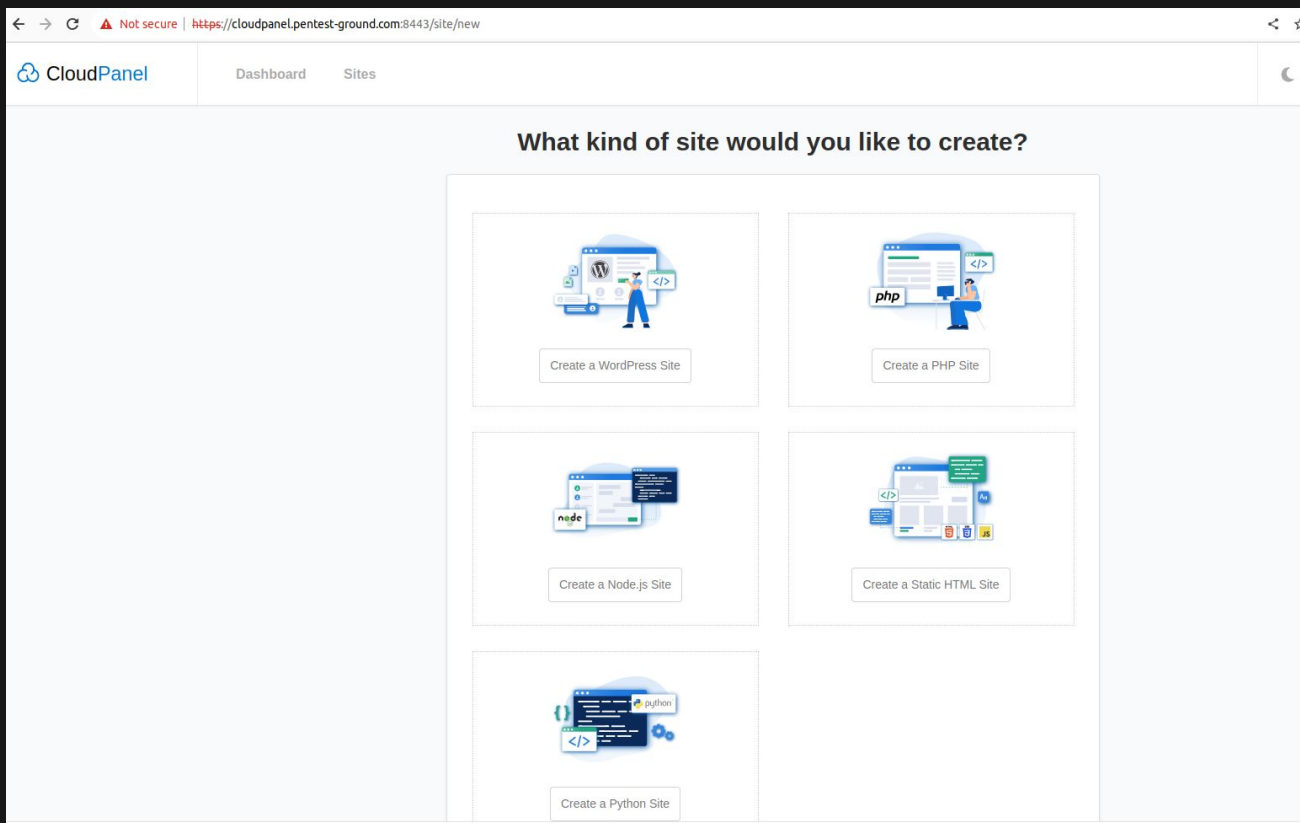 Not secure | https://cloudpanel.pentest-ground.com:8443/site/new
CloudPanel Dashboard Sites
What kind of site would you like to create?
php
Create a WordPress Site Create a PHP Site
node
</>
JS
Create a Node.js Site Create a Static HTML Site
python
{}
</>
Create a Python Site